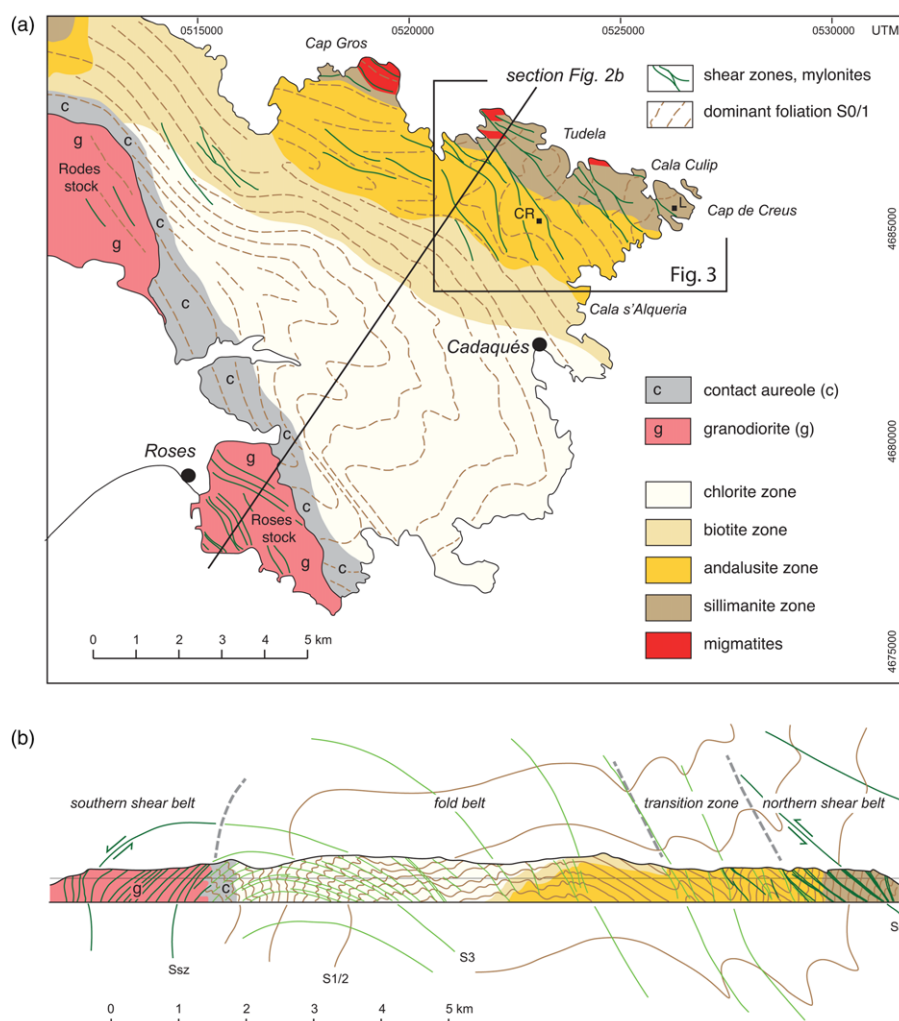 (a)
0515000
0520000
0525000
0530000
UTM
Cap Gros
section Fig. 2b
shear zones, mylonites
dominant foliation S0/1
Tudela
Cala Culip
c
g
c
Rodes
stock
c
L
CR
Cap de Creus
4685000
g
Fig. 3
c
Cala s'Alqueria
Cadaqués
c
c contact aureole (c)
g granodiorite (g)
4680000
Roses
g
c
chlorite zone
c
biotite zone
Roses
stock
andalusite zone
g
c
sillimanite zone
0 1 2 3 4 5 km
migmatites
4675000
(b)
southern shear belt
fold belt
transition zone
northern shear belt
g
c
S
S3
Ssz
S1/2
0 1 2 3 4 5 km